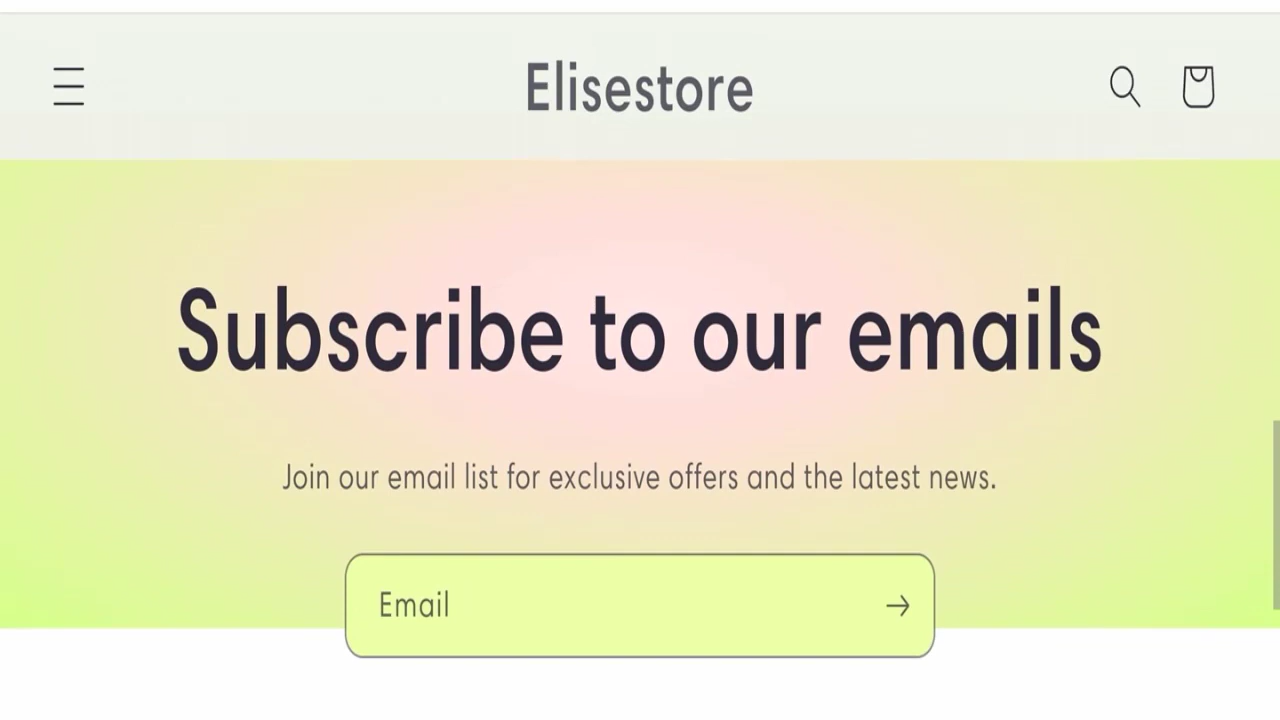 Elisestore
Subscribe to our emails
Join our email list for exclusive offers and the latest news.
Email